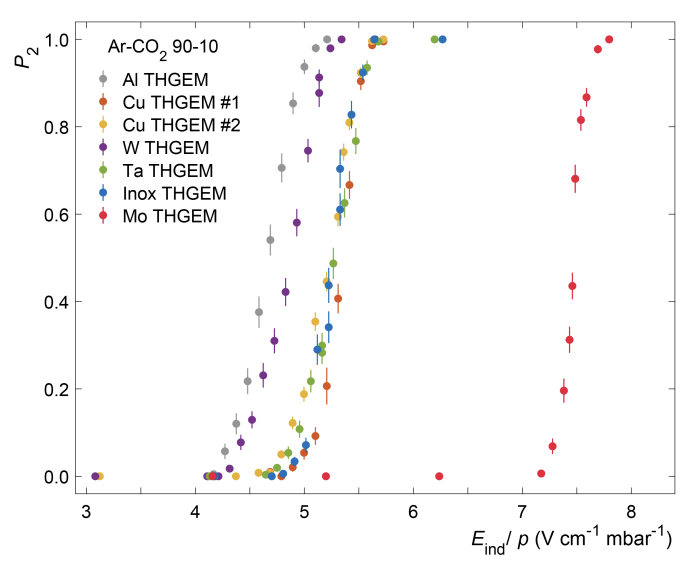 Ar-CO2 90-10
Al THGEM
Cu THGEM #1
Cu THGEM #2
W THGEM
Ta THGEM
Inox THGEM
Mo THGEM
P2
1.0
0.8
0.6
0.4
0.2
0.0
3 4 5 6 7 8
Eind/ p (V cm-1 mbar-1)